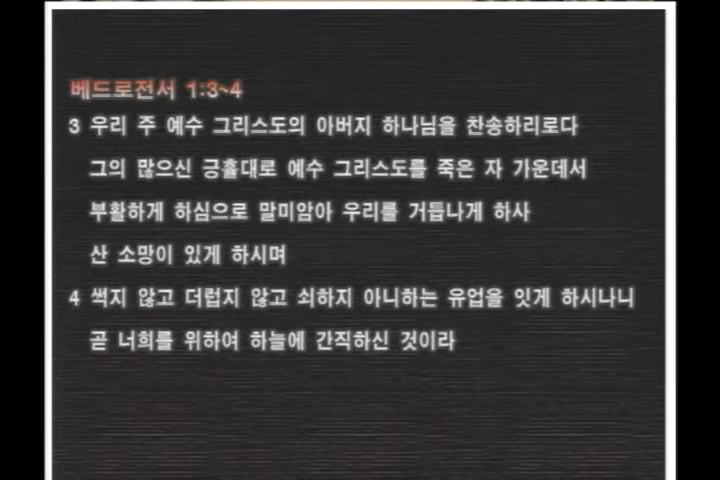 베드로전서 1:3~4
3 우리 주 예수 그리스도의 아버지 하나님을 찬송하리로다
그의 많으신 긍휼대로 예수 그리스도를 죽은 자 가운데서
부활하게 하심으로 말미암아 우리를 거듭나게 하사
산 소망이 있게 하시며
4 썩지 않고 더럽지 않고 쇠하지 아니하는 유업을 잇게 하시나니
곧 너희를 위하여 하늘에 간직하신 것이라